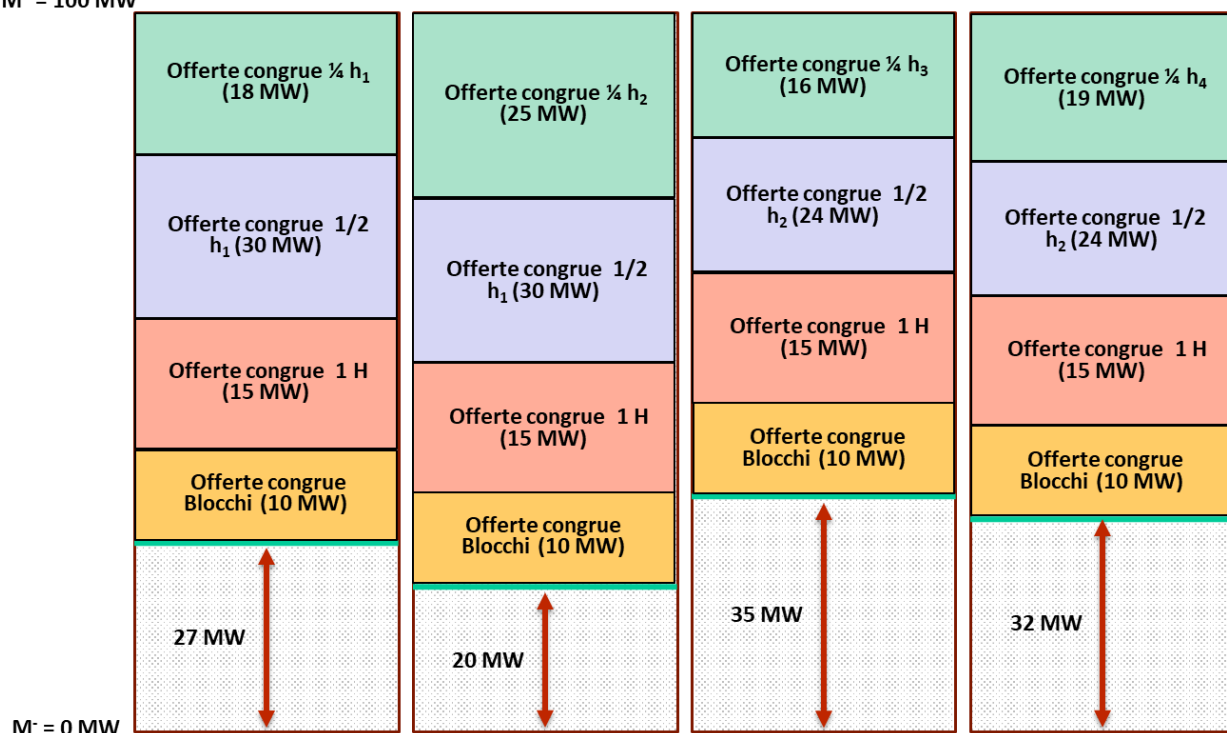 M⁺ = 100 MW
Offerte congrue ¼ h₁
(18 MW)
Offerte congrue 1/2
h₁ (30 MW)
Offerte congrue 1 H
(15 MW)
Offerte congrue
Blocchi (10 MW)
27 MW
Offerte congrue ¼ h₂
(25 MW)
Offerte congrue 1/2
h₁ (30 MW)
Offerte congrue 1 H
(15 MW)
Offerte congrue
Blocchi (10 MW)
20 MW
Offerte congrue ¼ h₃
(16 MW)
Offerte congrue 1/2
h₂ (24 MW)
Offerte congrue 1 H
(15 MW)
Offerte congrue
Blocchi (10 MW)
35 MW
Offerte congrue ¼ h₄
(19 MW)
Offerte congrue 1/2
h₂ (24 MW)
Offerte congrue 1 H
(15 MW)
Offerte congrue
Blocchi (10 MW)
32 MW
M⁻ = 0 MW